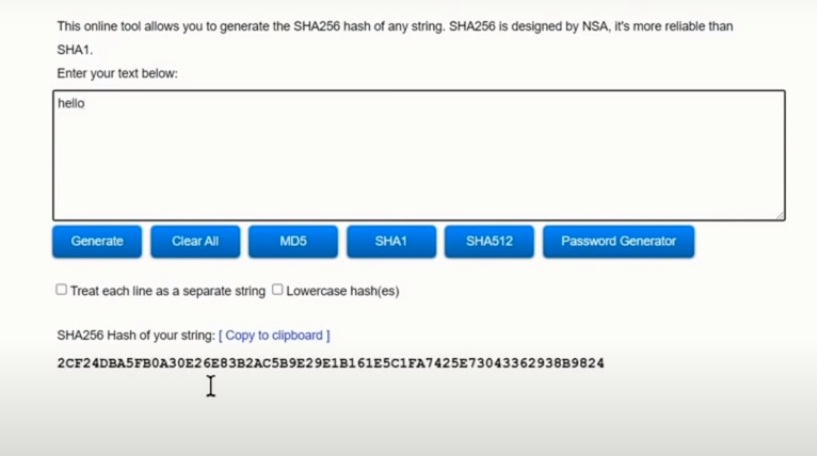 This online tool allows you to generate the SHA256 hash of any string. SHA256 is designed by NSA, it's more reliable than
SHA1.
Enter your text below:
hello
Generate Clear All MD5 SHA1 SHA512 Password Generator
Treat each line as a separate string Lowercase hash(es)
SHA256 Hash of your string: [ Copy to clipboard ]
2CF24DBA5FB0A30E26E83B2AC5B9E29E1B161E5C1FA7425E73043362938B9824